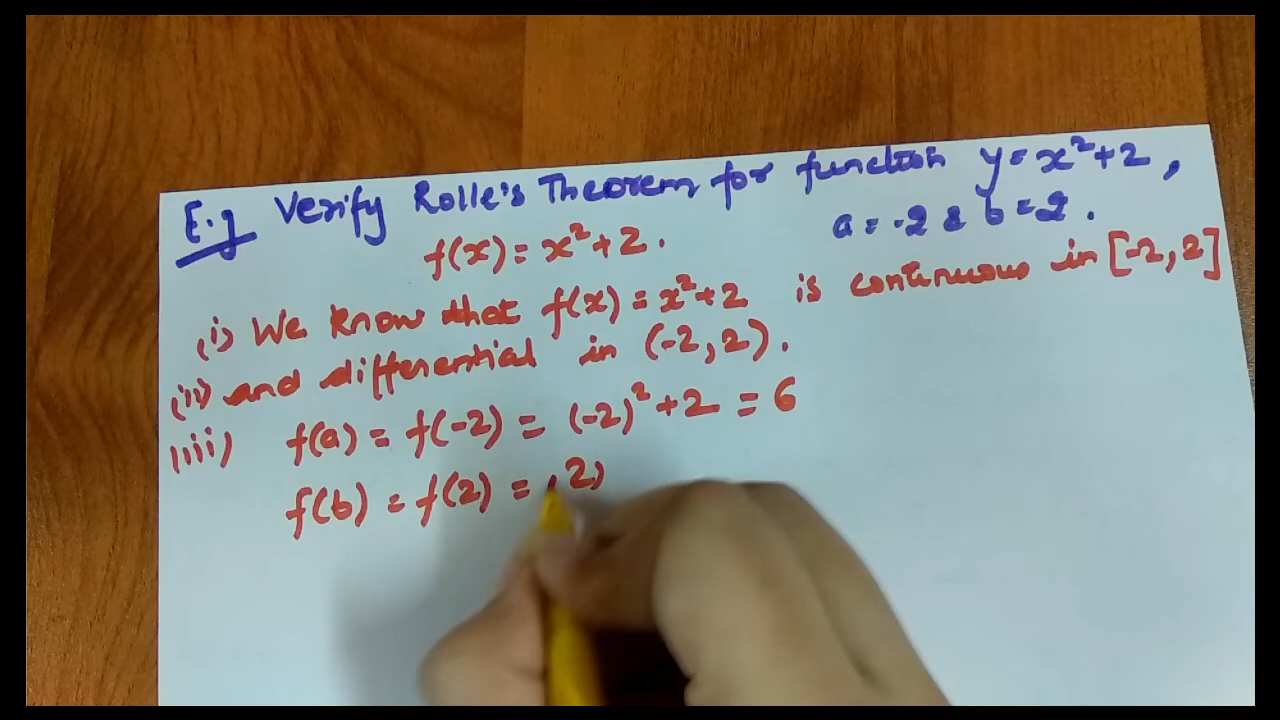 E.g Verify Rolle's Theorem for function y = x²+2,
a = -2 & b = 2.
f(x) = x²+2.
(i) We know that f(x) = x²+2 is continuous in [-2, 2]
(ii) and differential in (-2, 2).
(iii) f(a) = f(-2) = (-2)²+2 = 6
f(b) = f(2) = (2)